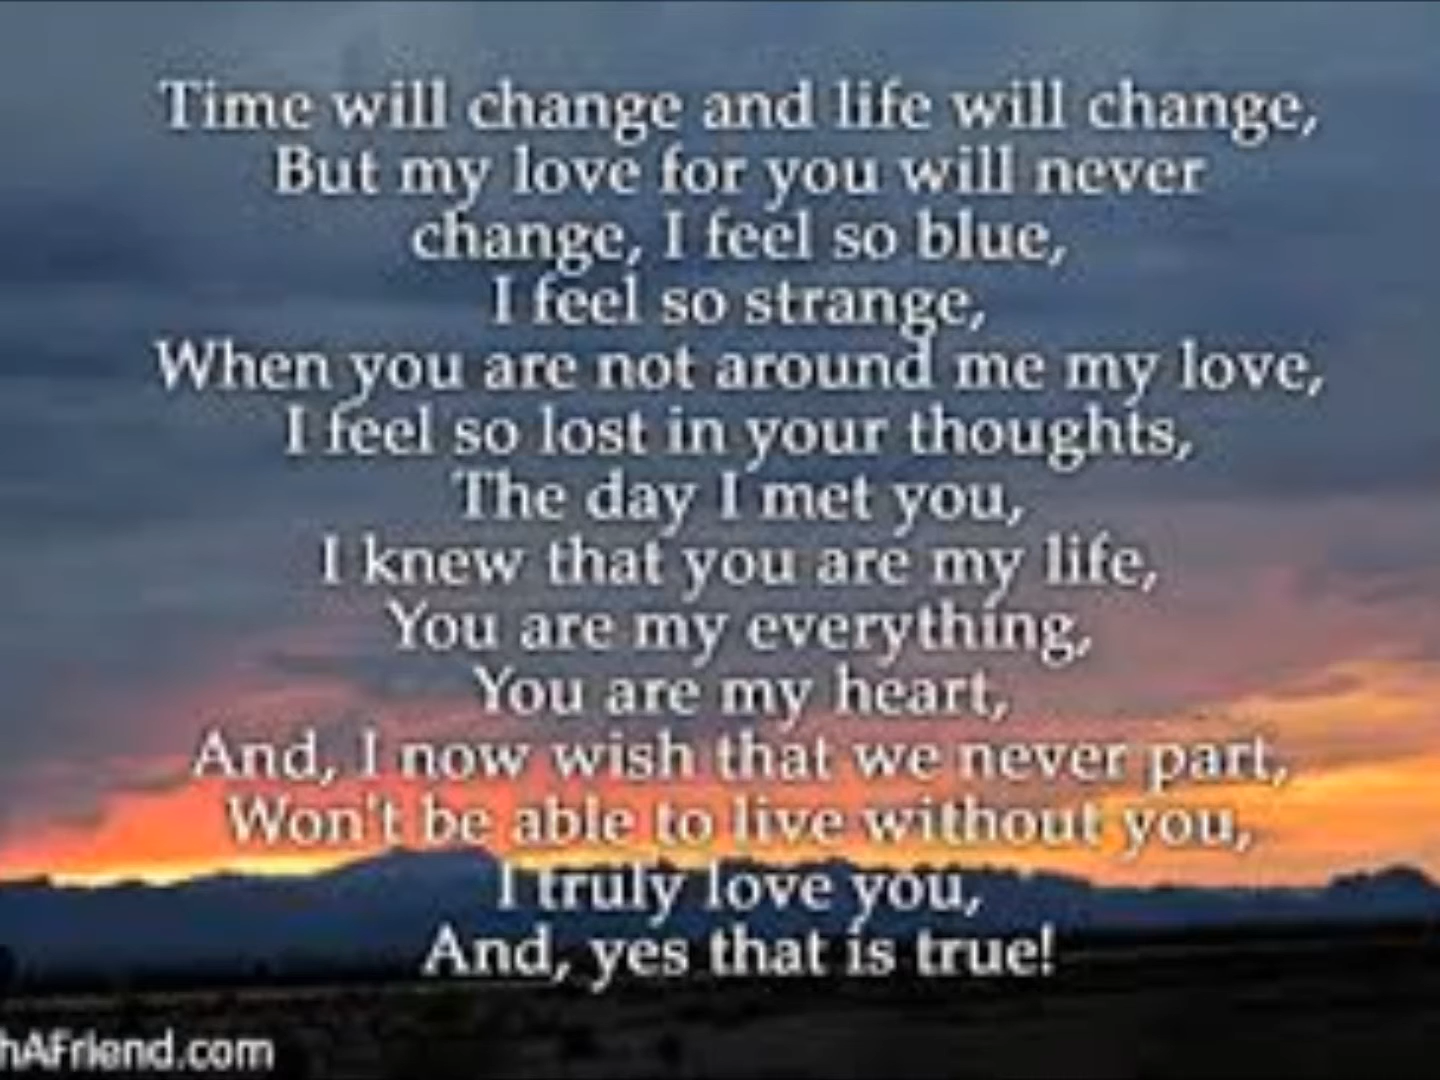 Time will change and life will change,
But my love for you will never
change, I feel so blue,
I feel so strange,
When you are not around me my love,
I feel so lost in your thoughts,
The day I met you,
I knew that you are my life,
You are my everything,
You are my heart,
And, I now wish that we never part,
Won't be able to live without you,
I truly love you,
And, yes that is true!
hAFriend.com